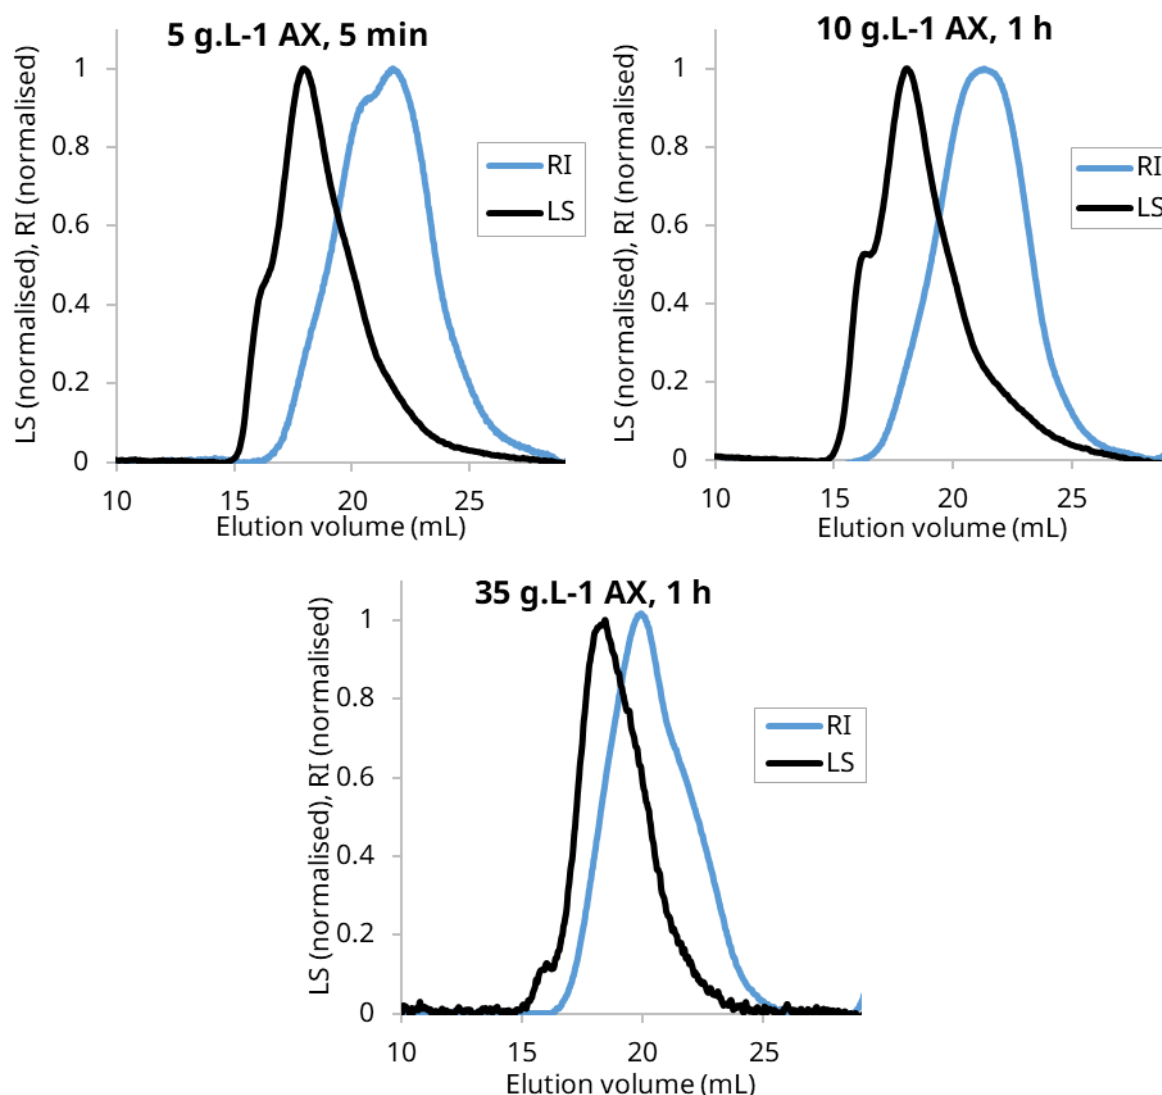 5 g.L-1 AX, 5 min
LS (normalised), RI (normalised)
1
0.8
0.6
0.4
0.2
0
10
15
20
25
Elution volume (mL)
RI
LS
10 g.L-1 AX, 1 h
LS (normalised), RI (normalised)
1
0.8
0.6
0.4
0.2
0
10
15
20
25
Elution volume (mL)
RI
LS
35 g.L-1 AX, 1 h
LS (normalised), RI (normalised)
1
0.8
0.6
0.4
0.2
0
10
15
20
25
Elution volume (mL)
RI
LS